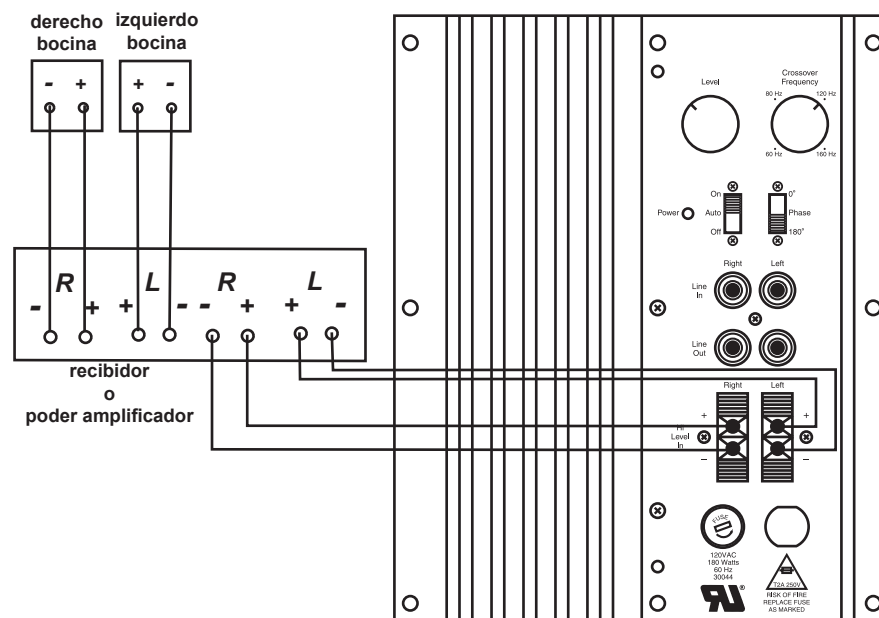 derecho
bocina
izquierdo
bocina
- +
+ -
R L R L
- + + - - + + -
recibidor
o
poder amplificador
Level
Crossover
Frequency
80 Hz 120 Hz
60 Hz 160 Hz
On
Power Auto
Off
0°
Phase
180°
Right Left
Line
In
Line
Out
Right Left
+ +
Hi
Level
In
– –
FUSE
120VAC
180 Watts
60 Hz
30044
T2A 250V
RISK OF FIRE
REPLACE FUSE
AS MARKED
®